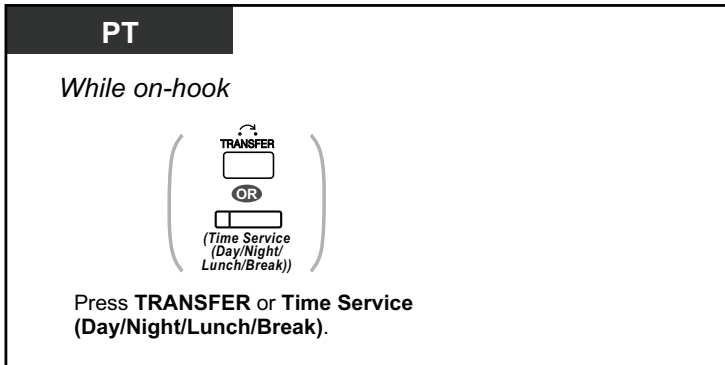 PT
While on-hook
TRANSFER
OR
(Time Service
(Day/Night/
Lunch/Break))
Press TRANSFER or Time Service
(Day/Night/Lunch/Break).